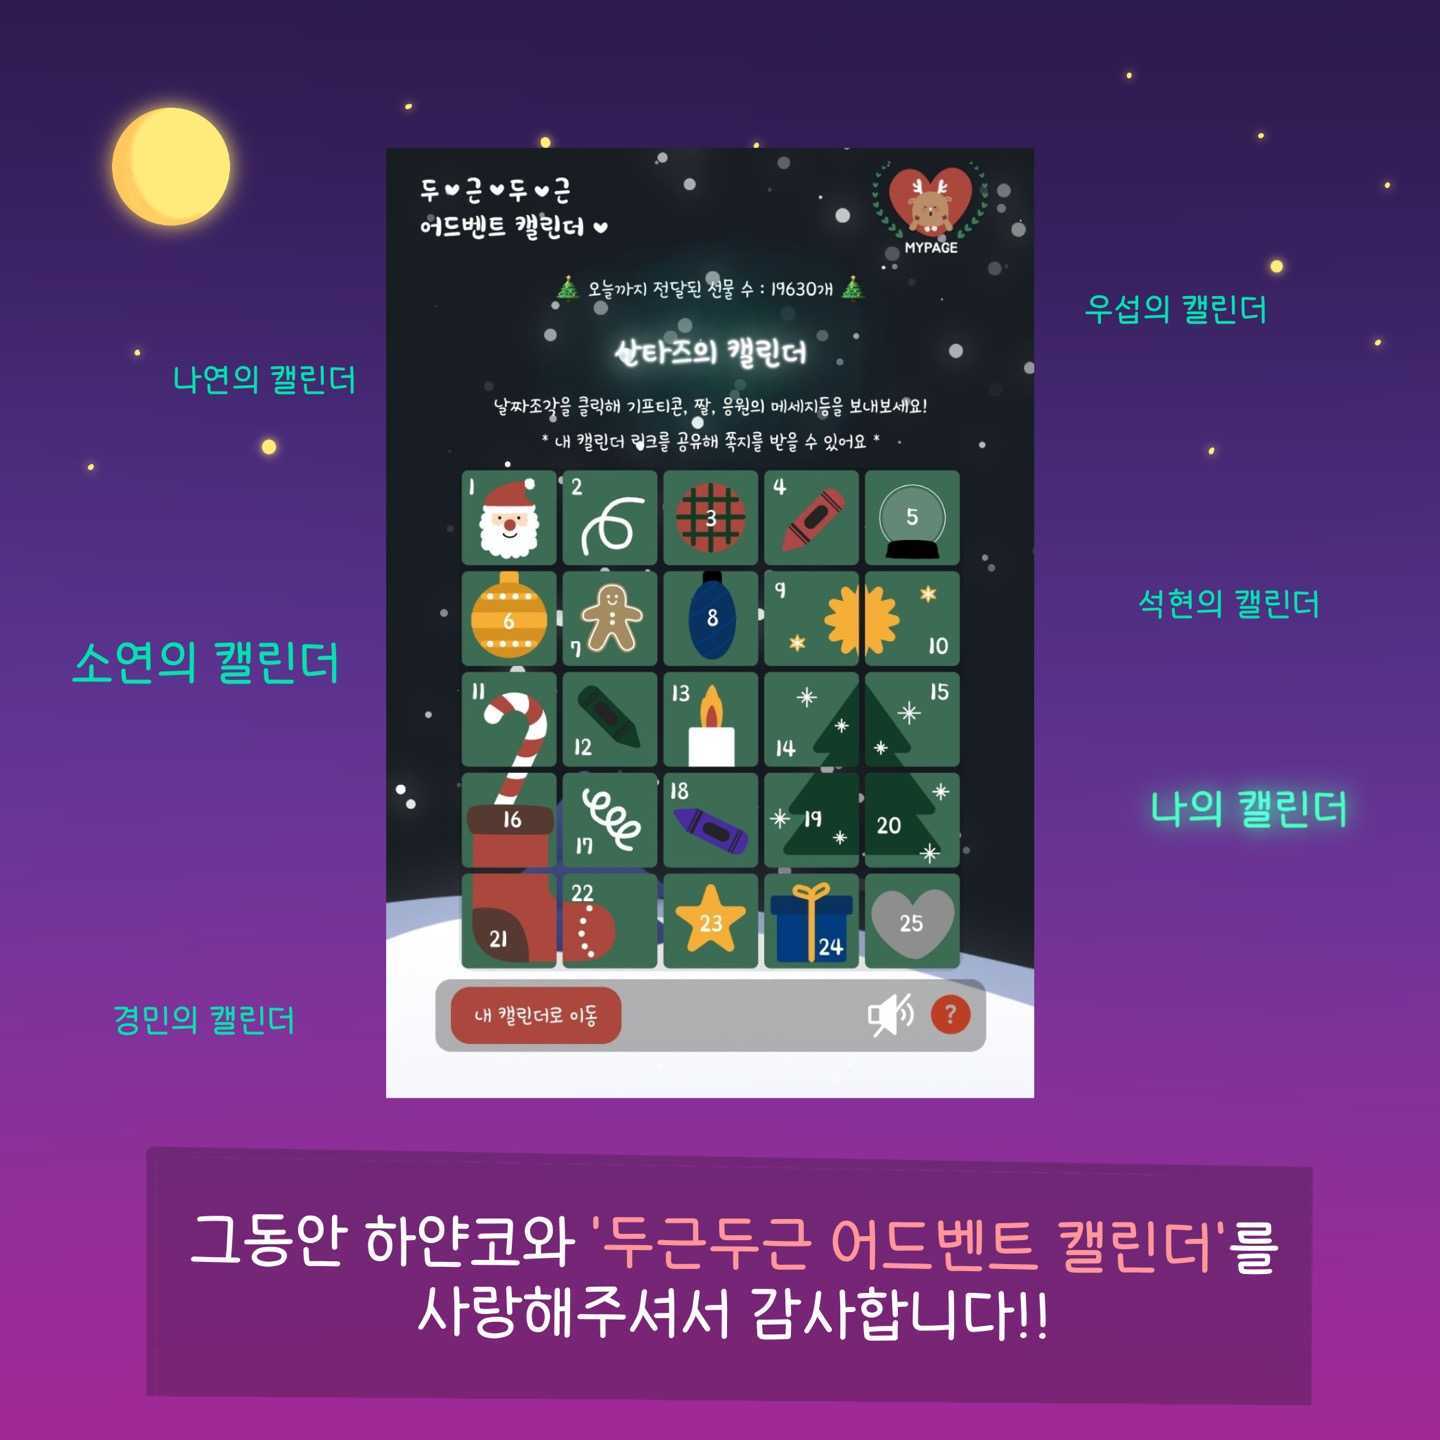 두♥근♥두♥근
어드벤트 캘린더♥
MYPAGE
🎄 오늘까지 전달된 선물 수 : 19630개 🎄
산타즈의 캘린더
날짜조각을 클릭해 기프티콘, 짤, 응원의 메세지등을 보내보세요!
* 내 캘린더 링크를 공유해 쪽지를 받을 수 있어요 *
우섭의 캘린더
나연의 캘린더
석현의 캘린더
소연의 캘린더
나의 캘린더
경민의 캘린더
1 2 3 4 5
6 7 8 9 10
11 12 13 14 15
16 17 18 19 20
21 22 23 24 25
내 캘린더로 이동
?
그동안 하얀코와 '두근두근 어드벤트 캘린더'를
사랑해주셔서 감사합니다!!